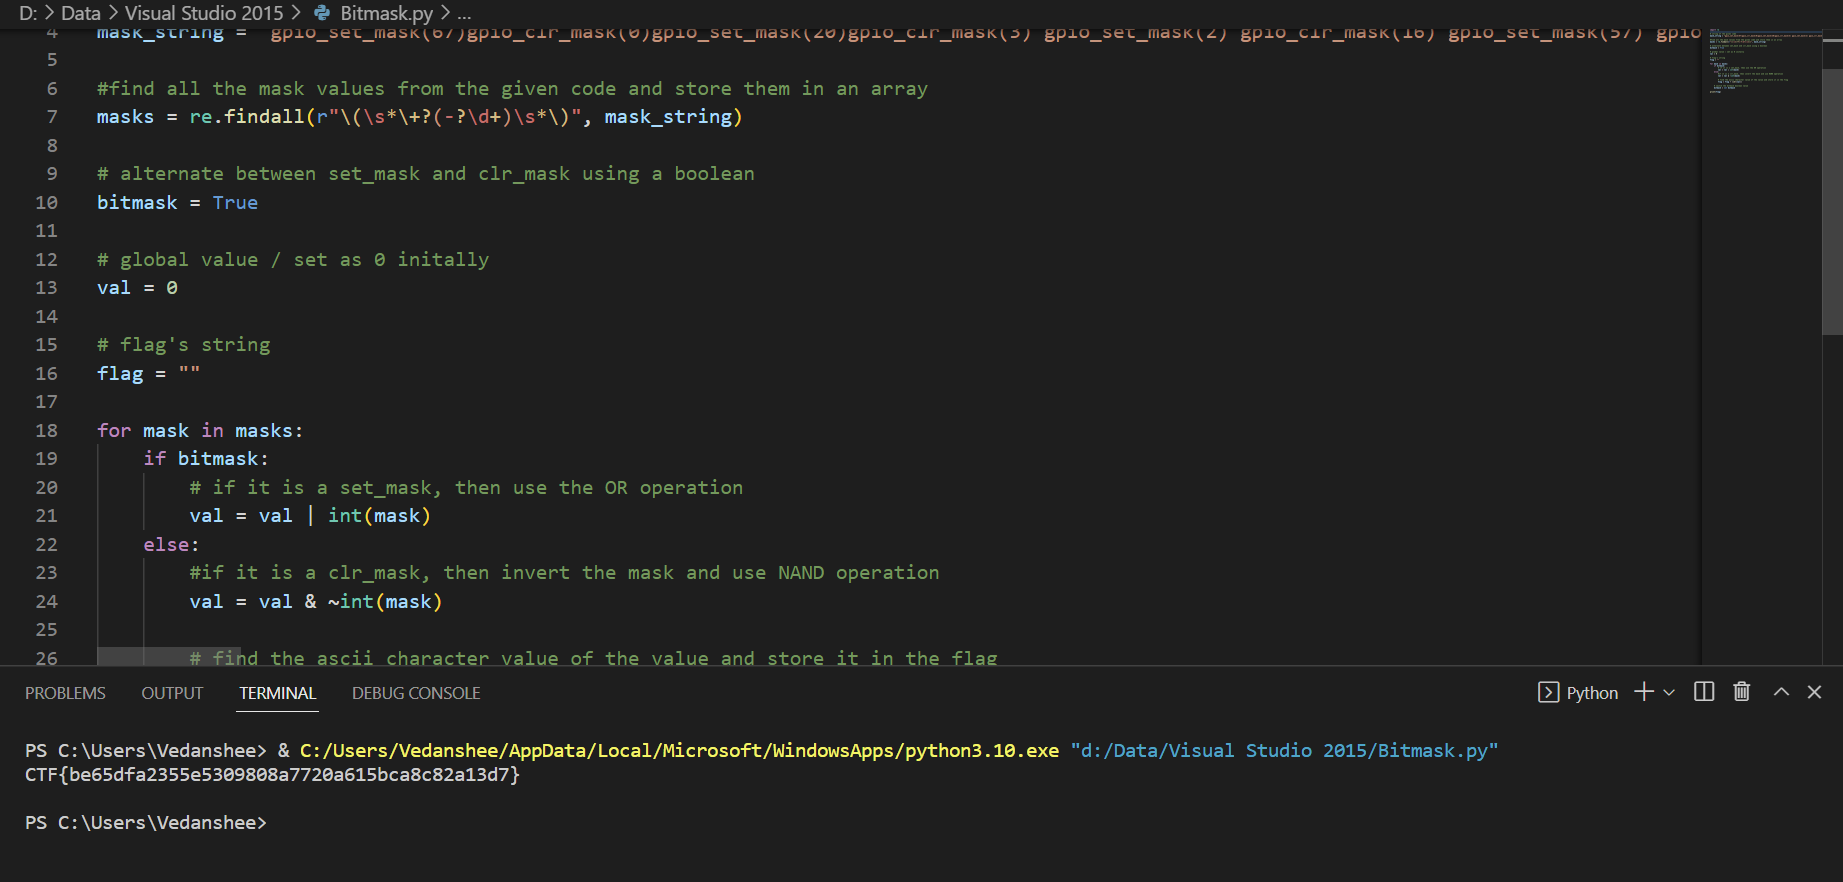 D: > Data > Visual Studio 2015 > Bitmask.py > ...
4 mask_string = "gpio_set_mask(67)gpio_clr_mask(0)gpio_set_mask(20)gpio_clr_mask(3) gpio_set_mask(2) gpio_clr_mask(16) gpio_set_mask(57) gpio
5
6 #find all the mask values from the given code and store them in an array
7 masks = re.findall(r"\(\s*\+?(-?\d+)\s*\)", mask_string)
8
9 # alternate between set_mask and clr_mask using a boolean
10 bitmask = True
11
12 # global value / set as 0 initally
13 val = 0
14
15 # flag's string
16 flag = ""
17
18 for mask in masks:
19 if bitmask:
20 # if it is a set_mask, then use the OR operation
21 val = val | int(mask)
22 else:
23 #if it is a clr_mask, then invert the mask and use NAND operation
24 val = val & ~int(mask)
25
26 # find the ascii character value of the value and store it in the flag
PROBLEMS OUTPUT TERMINAL DEBUG CONSOLE Python
PS C:\Users\Vedanshee> & C:/Users/Vedanshee/AppData/Local/Microsoft/WindowsApps/python3.10.exe "d:/Data/Visual Studio 2015/Bitmask.py"
CTF{be65dfa2355e5309808a7720a615bca8c82a13d7}
PS C:\Users\Vedanshee>